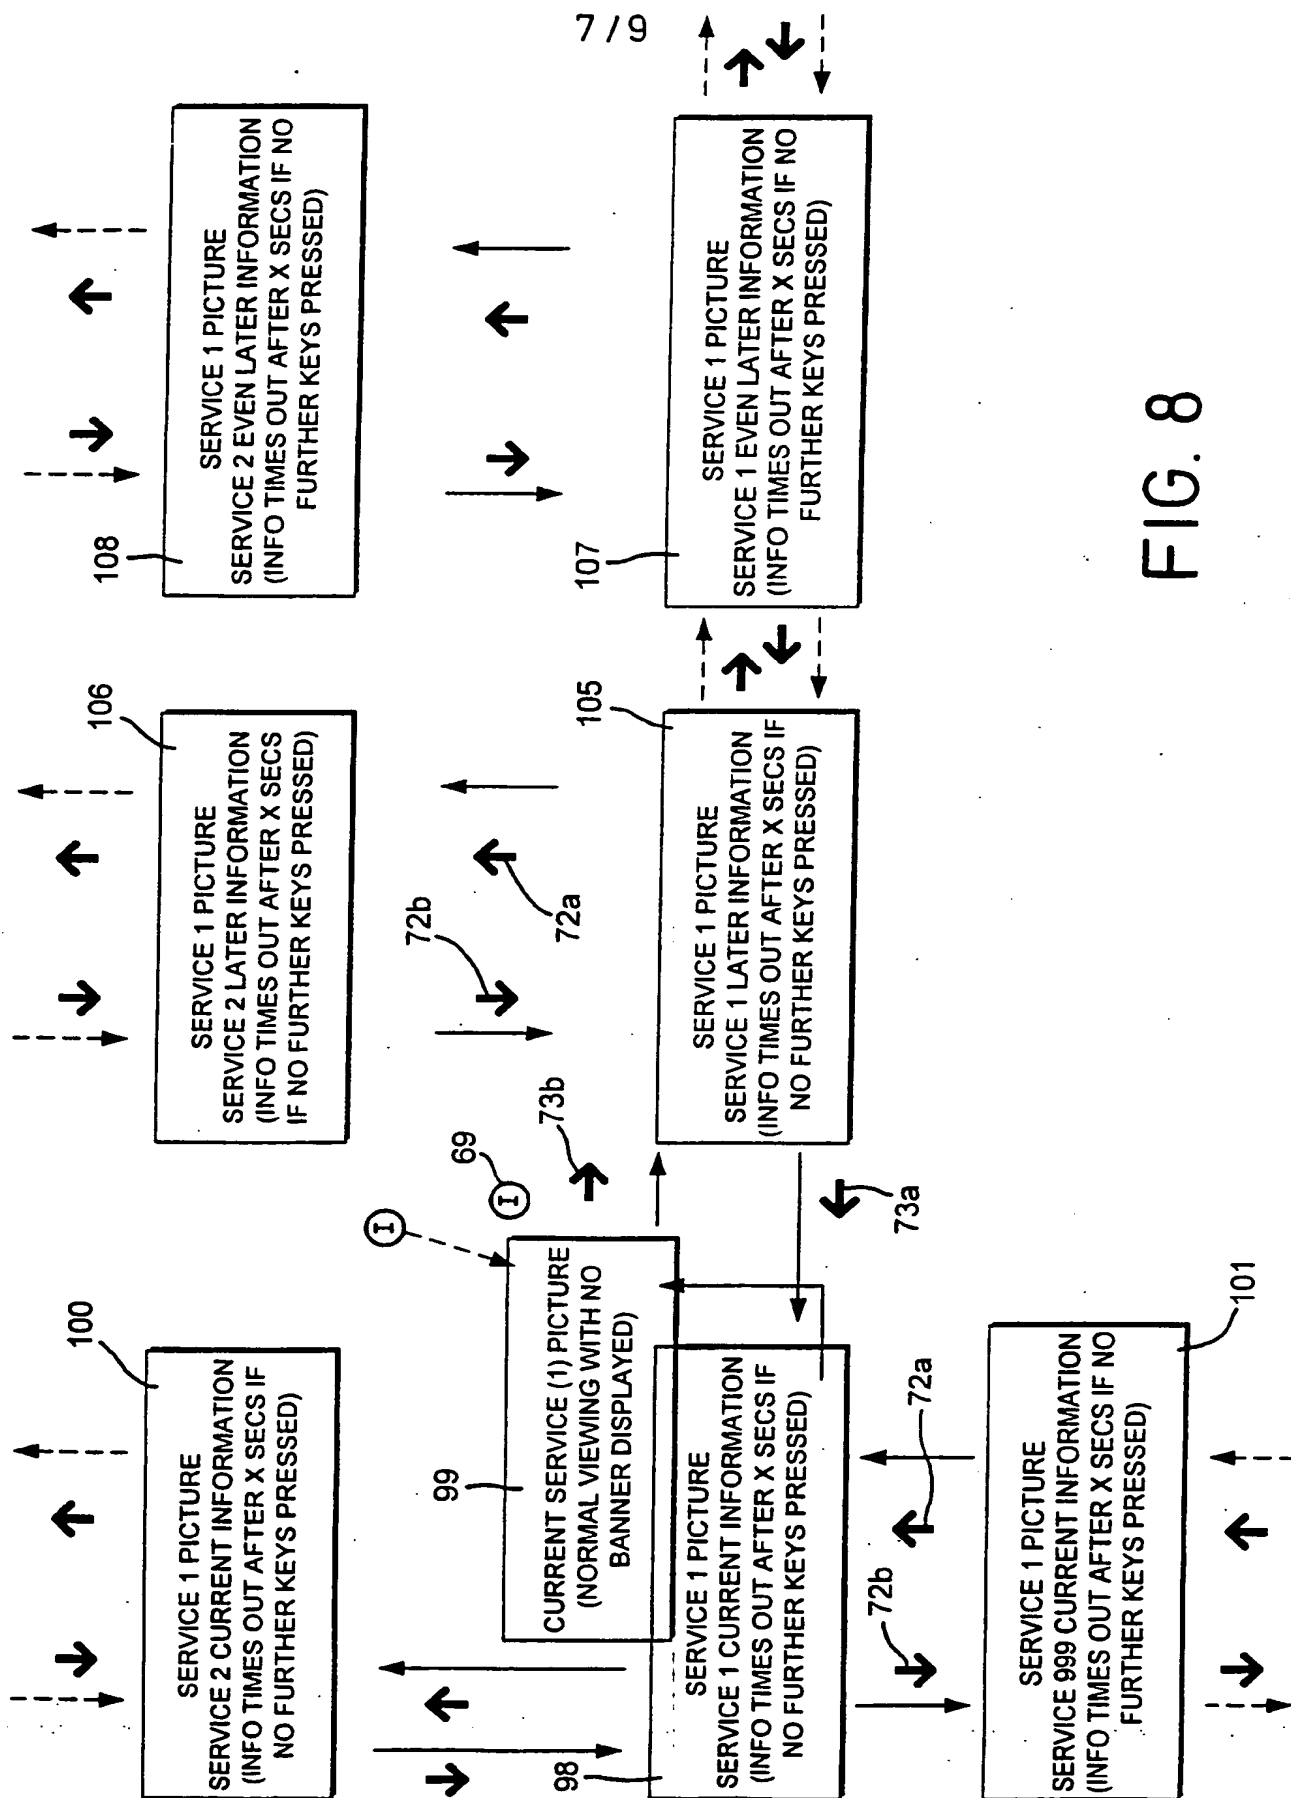 7/9
100
SERVICE 1 PICTURE
SERVICE 2 CURRENT INFORMATION
(INFO TIMES OUT AFTER X SECS IF
NO FURTHER KEYS PRESSED)
106
SERVICE 1 PICTURE
SERVICE 2 LATER INFORMATION
(INFO TIMES OUT AFTER X SECS
IF NO FURTHER KEYS PRESSED)
108
SERVICE 1 PICTURE
SERVICE 2 EVEN LATER INFORMATION
(INFO TIMES OUT AFTER X SECS IF NO
FURTHER KEYS PRESSED)
I
69
I
99
CURRENT SERVICE (1) PICTURE
(NORMAL VIEWING WITH NO
BANNER DISPLAYED)
73b
72b
72a
98
SERVICE 1 PICTURE
SERVICE 1 CURRENT INFORMATION
(INFO TIMES OUT AFTER X SECS IF
NO FURTHER KEYS PRESSED)
105
SERVICE 1 PICTURE
SERVICE 1 LATER INFORMATION
(INFO TIMES OUT AFTER X SECS IF
NO FURTHER KEYS PRESSED)
107
SERVICE 1 PICTURE
SERVICE 1 EVEN LATER INFORMATION
(INFO TIMES OUT AFTER X SECS IF NO
FURTHER KEYS PRESSED)
73a
72b
72a
101
SERVICE 1 PICTURE
SERVICE 999 CURRENT INFORMATION
(INFO TIMES OUT AFTER X SECS IF NO
FURTHER KEYS PRESSED)
FIG. 8